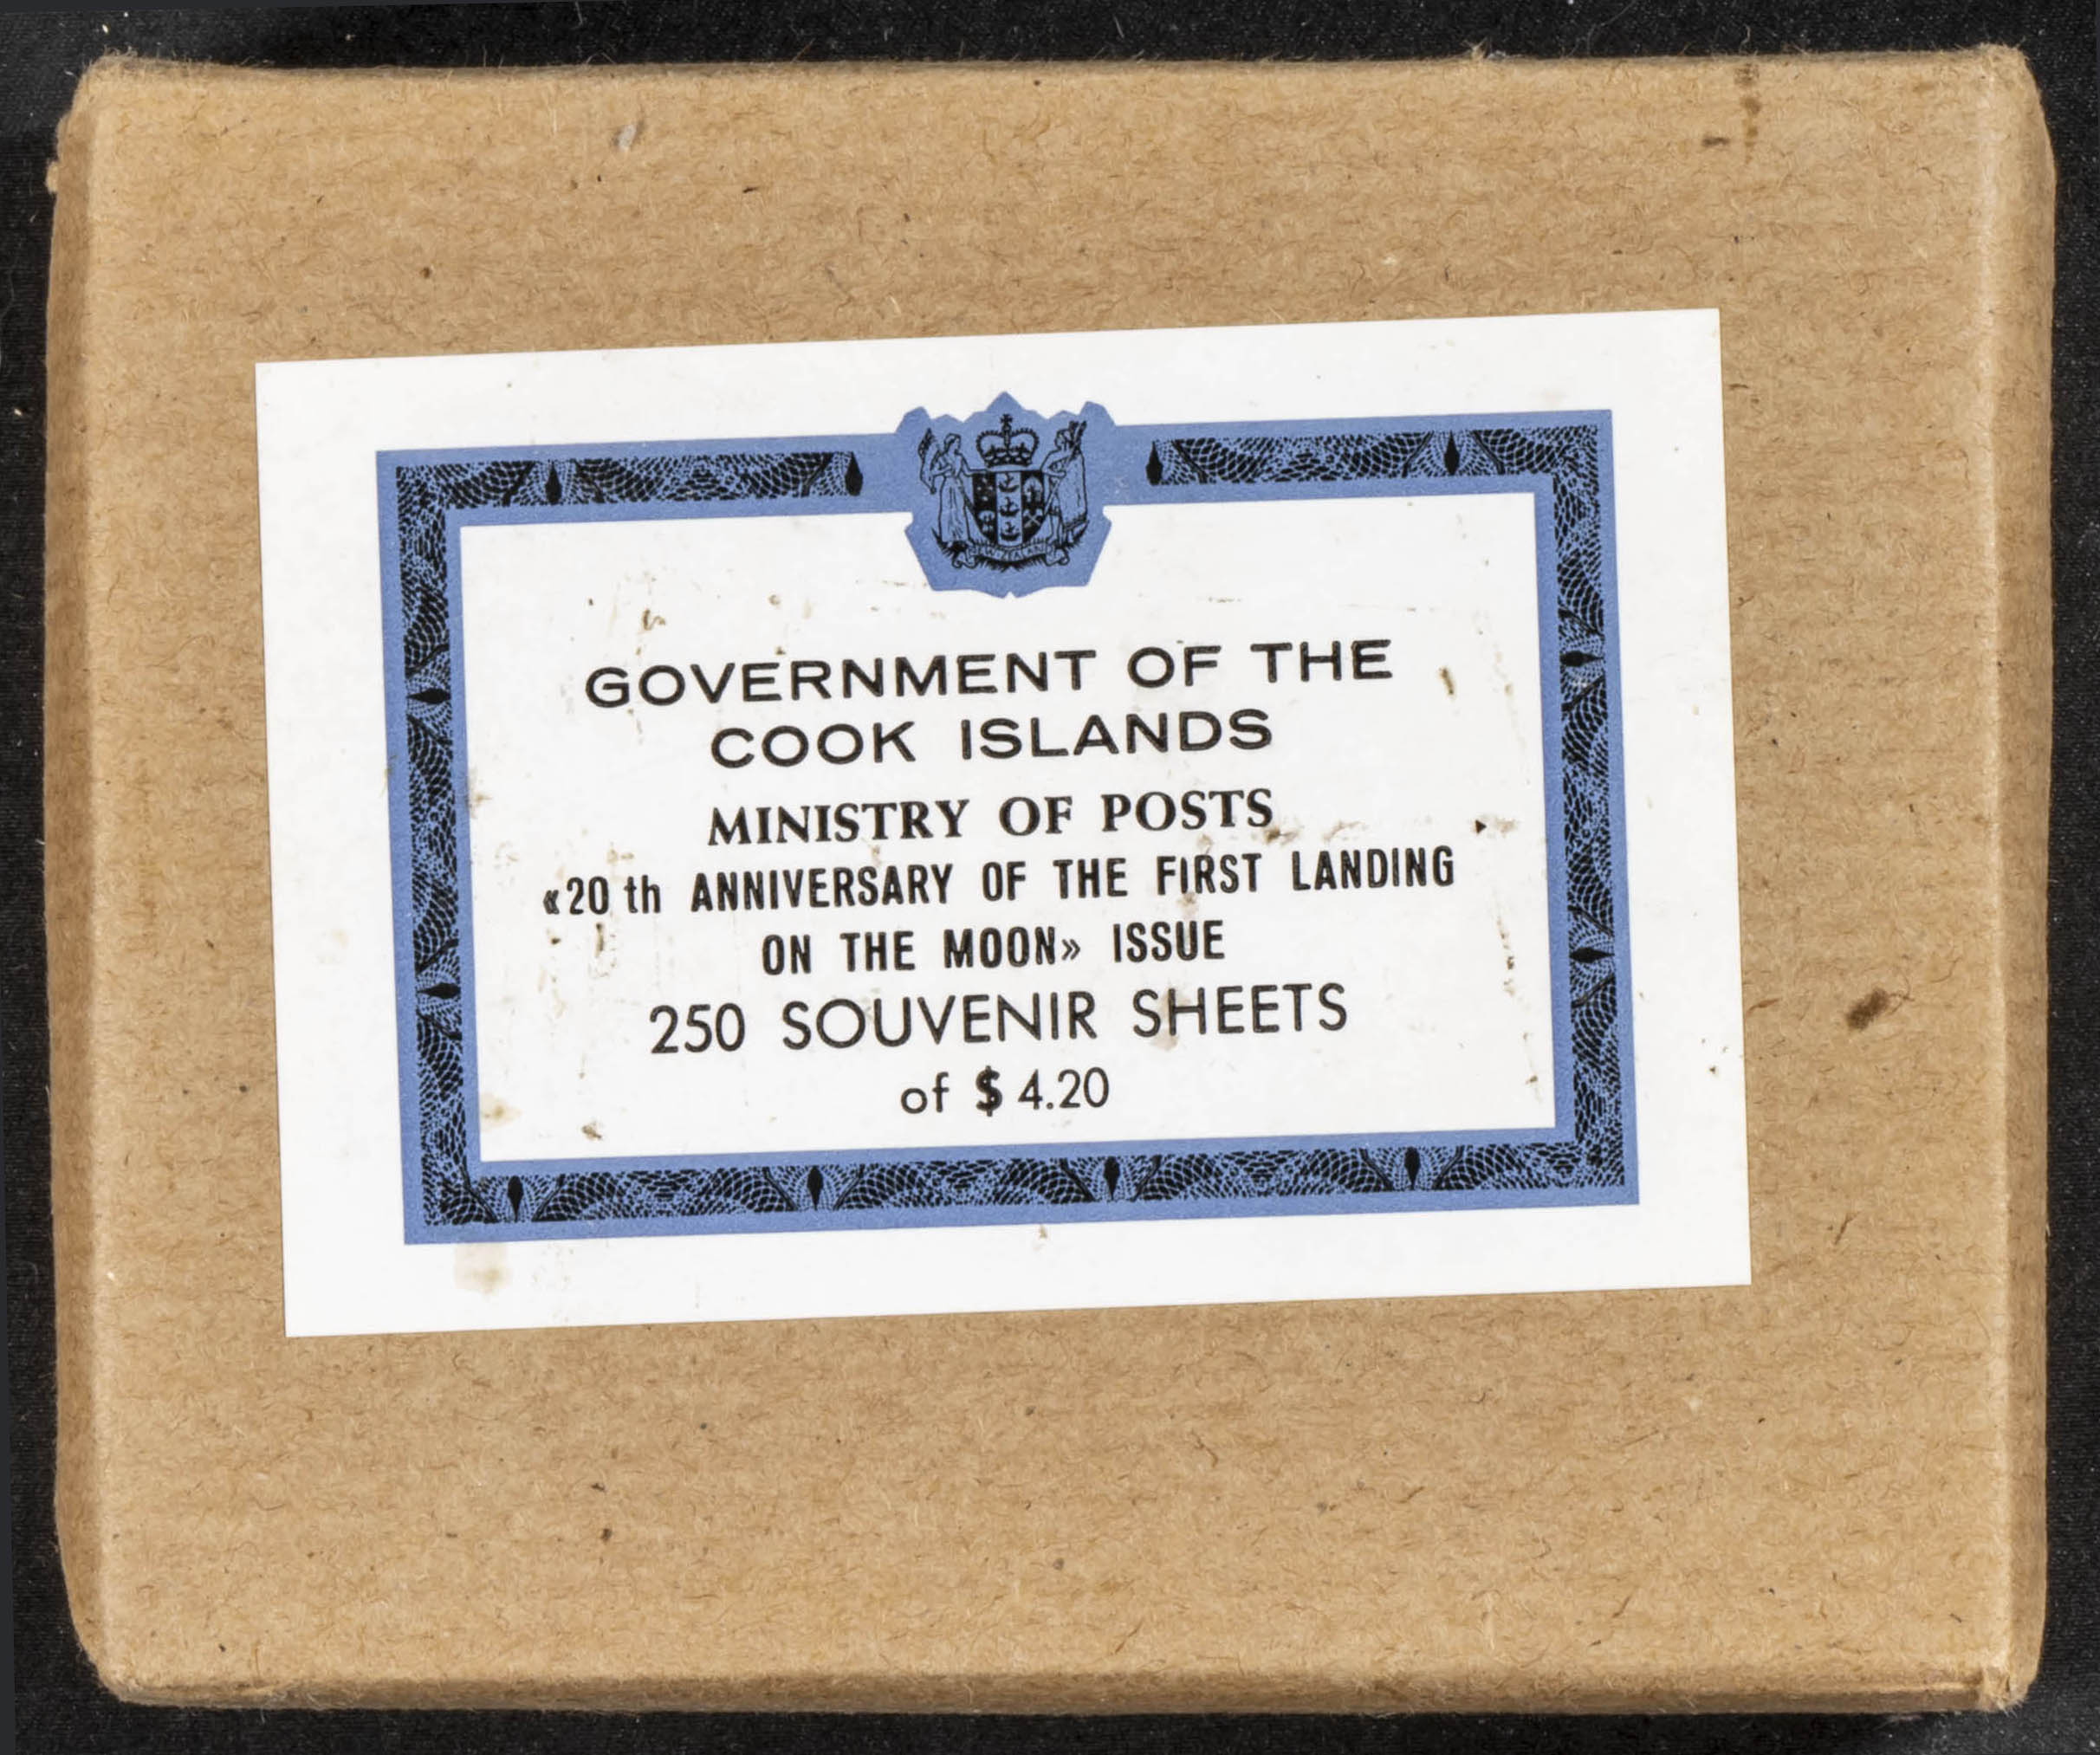 GOVERNMENT OF THE
COOK ISLANDS
MINISTRY OF POSTS
«20 th ANNIVERSARY OF THE FIRST LANDING
ON THE MOON» ISSUE
250 SOUVENIR SHEETS
of $ 4.20